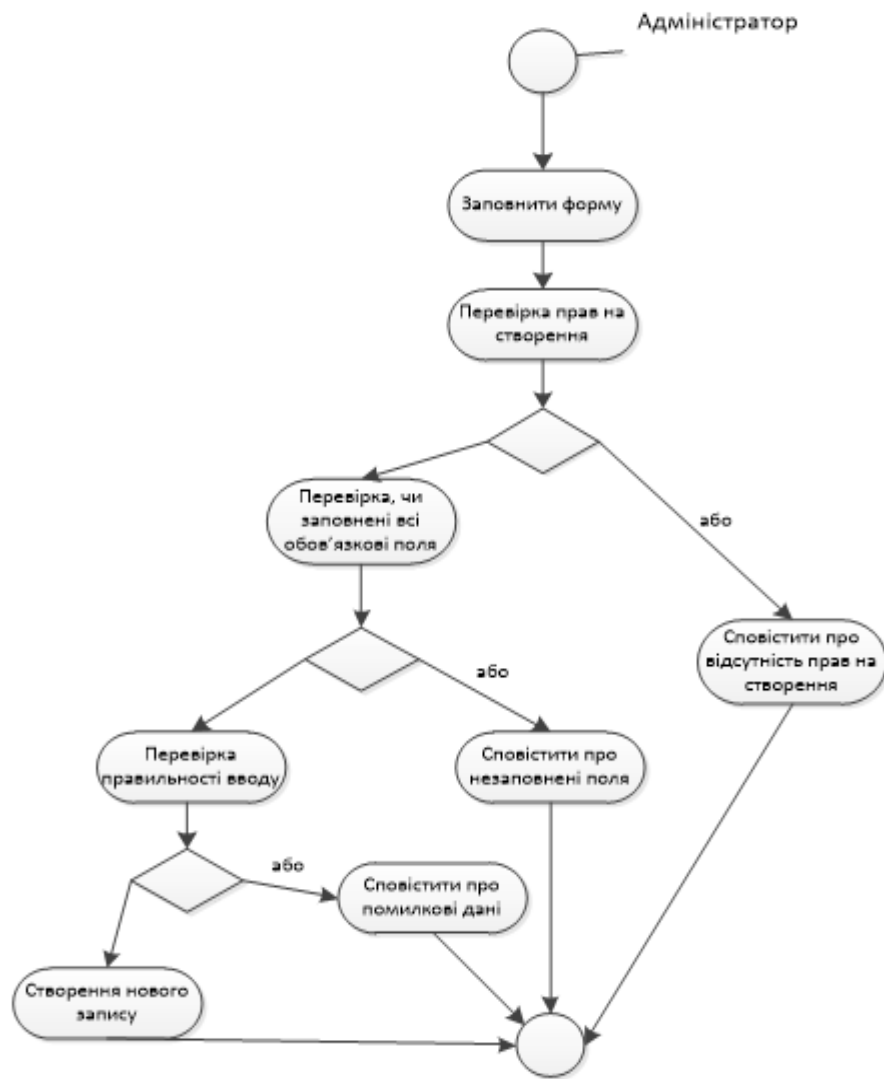 Адміністратор
Заповнити форму
Перевірка прав на
створення
Перевірка, чи
заповнені всі
обов’язкові поля
або
Сповістити про
відсутність прав на
створення
або
Перевірка
правильності вводу
Сповістити про
незаповнені поля
або
Сповістити про
помилкові дані
Створення нового
запису